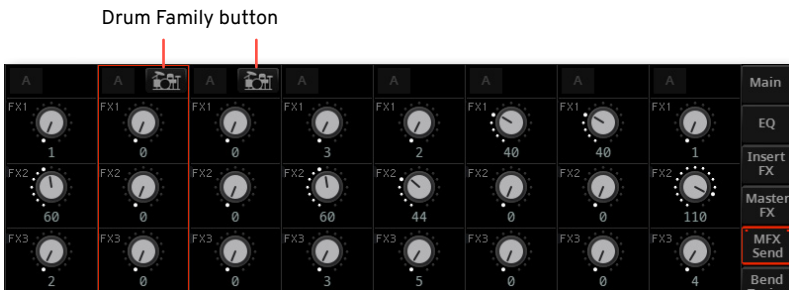 Drum Family button
A A A A A A A A Main
FX1 FX1 FX1 FX1 FX1 FX1 FX1 FX1
1 0 0 3 2 40 40 1
EQ
Insert
FX
FX2 FX2 FX2 FX2 FX2 FX2 FX2 FX2
60 0 0 60 44 0 0 110
Master
FX
FX3 FX3 FX3 FX3 FX3 FX3 FX3 FX3
2 0 0 3 5 0 0 4
MFX
Send
Bend